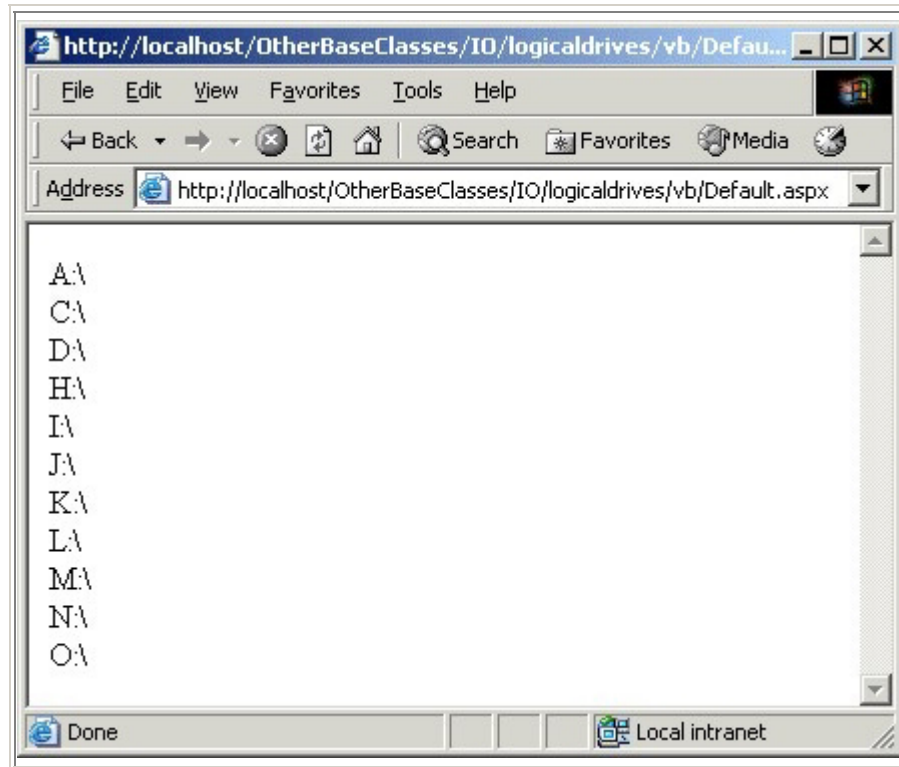 http://localhost/OtherBaseClasses/IO/logicaldrives/vb/Defau...
File Edit View Favorites Tools Help
Back Search Favorites Media
Address http://localhost/OtherBaseClasses/IO/logicaldrives/vb/Default.aspx
A:\
C:\
D:\
H:\
I:\
J:\
K:\
L:\
M:\
N:\
O:\
Done Local intranet